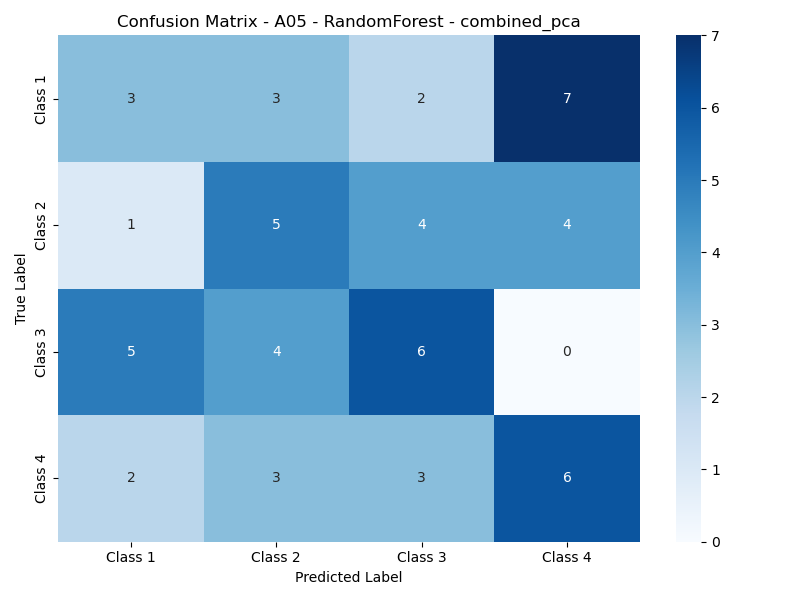 Confusion Matrix - A05 - RandomForest - combined_pca
True Label
Class 1
3 3 2 7
Class 2
1 5 4 4
Class 3
5 4 6 0
Class 4
2 3 3 6
Class 1 Class 2 Class 3 Class 4
Predicted Label
7
6
5
4
3
2
1
0